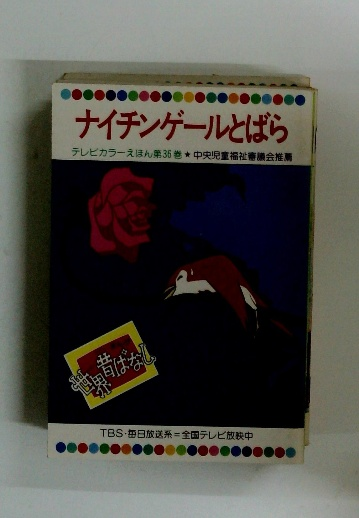 ナイチンゲールとばら
テレビカラーえほん第36巻★中央児童福祉審議会推薦
世界昔ばなし
TBS・毎日放送系=全国テレビ放映中